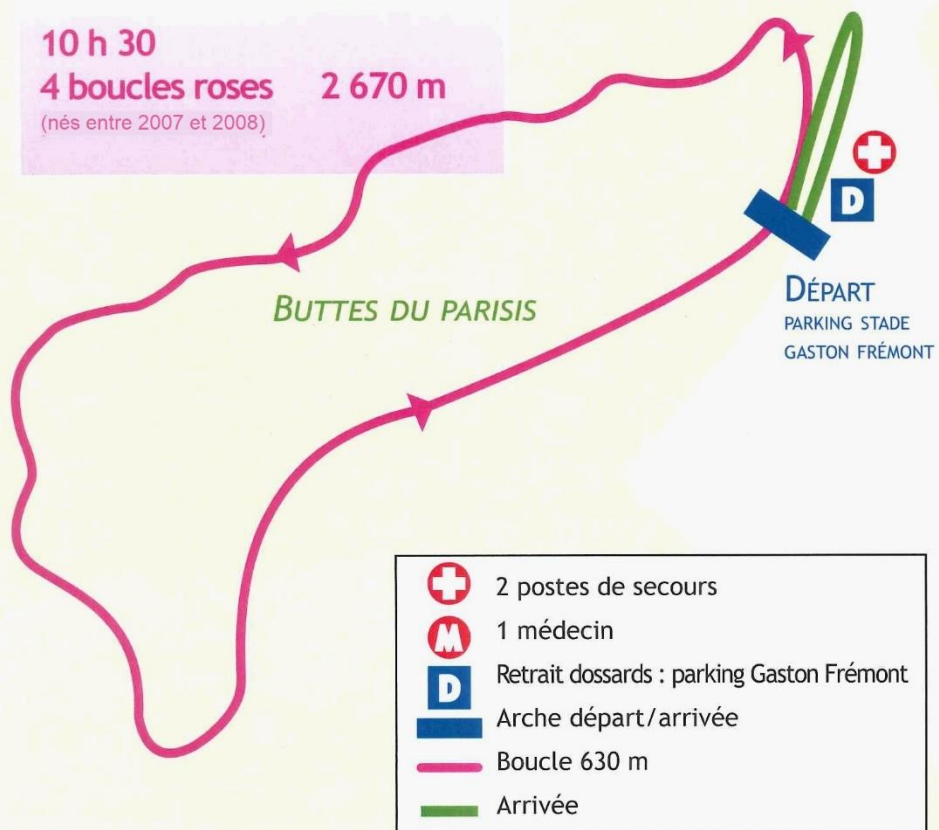 10 h 30
4 boucles roses 2 670 m
(nés entre 2007 et 2008)
D
BUTTES DU PARISIS
DÉPART
PARKING STADE
GASTON FRÉMONT
2 postes de secours
M 1 médecin
D Retrait dossards : parking Gaston Frémont
Arche départ/arrivée
Boucle 630 m
Arrivée